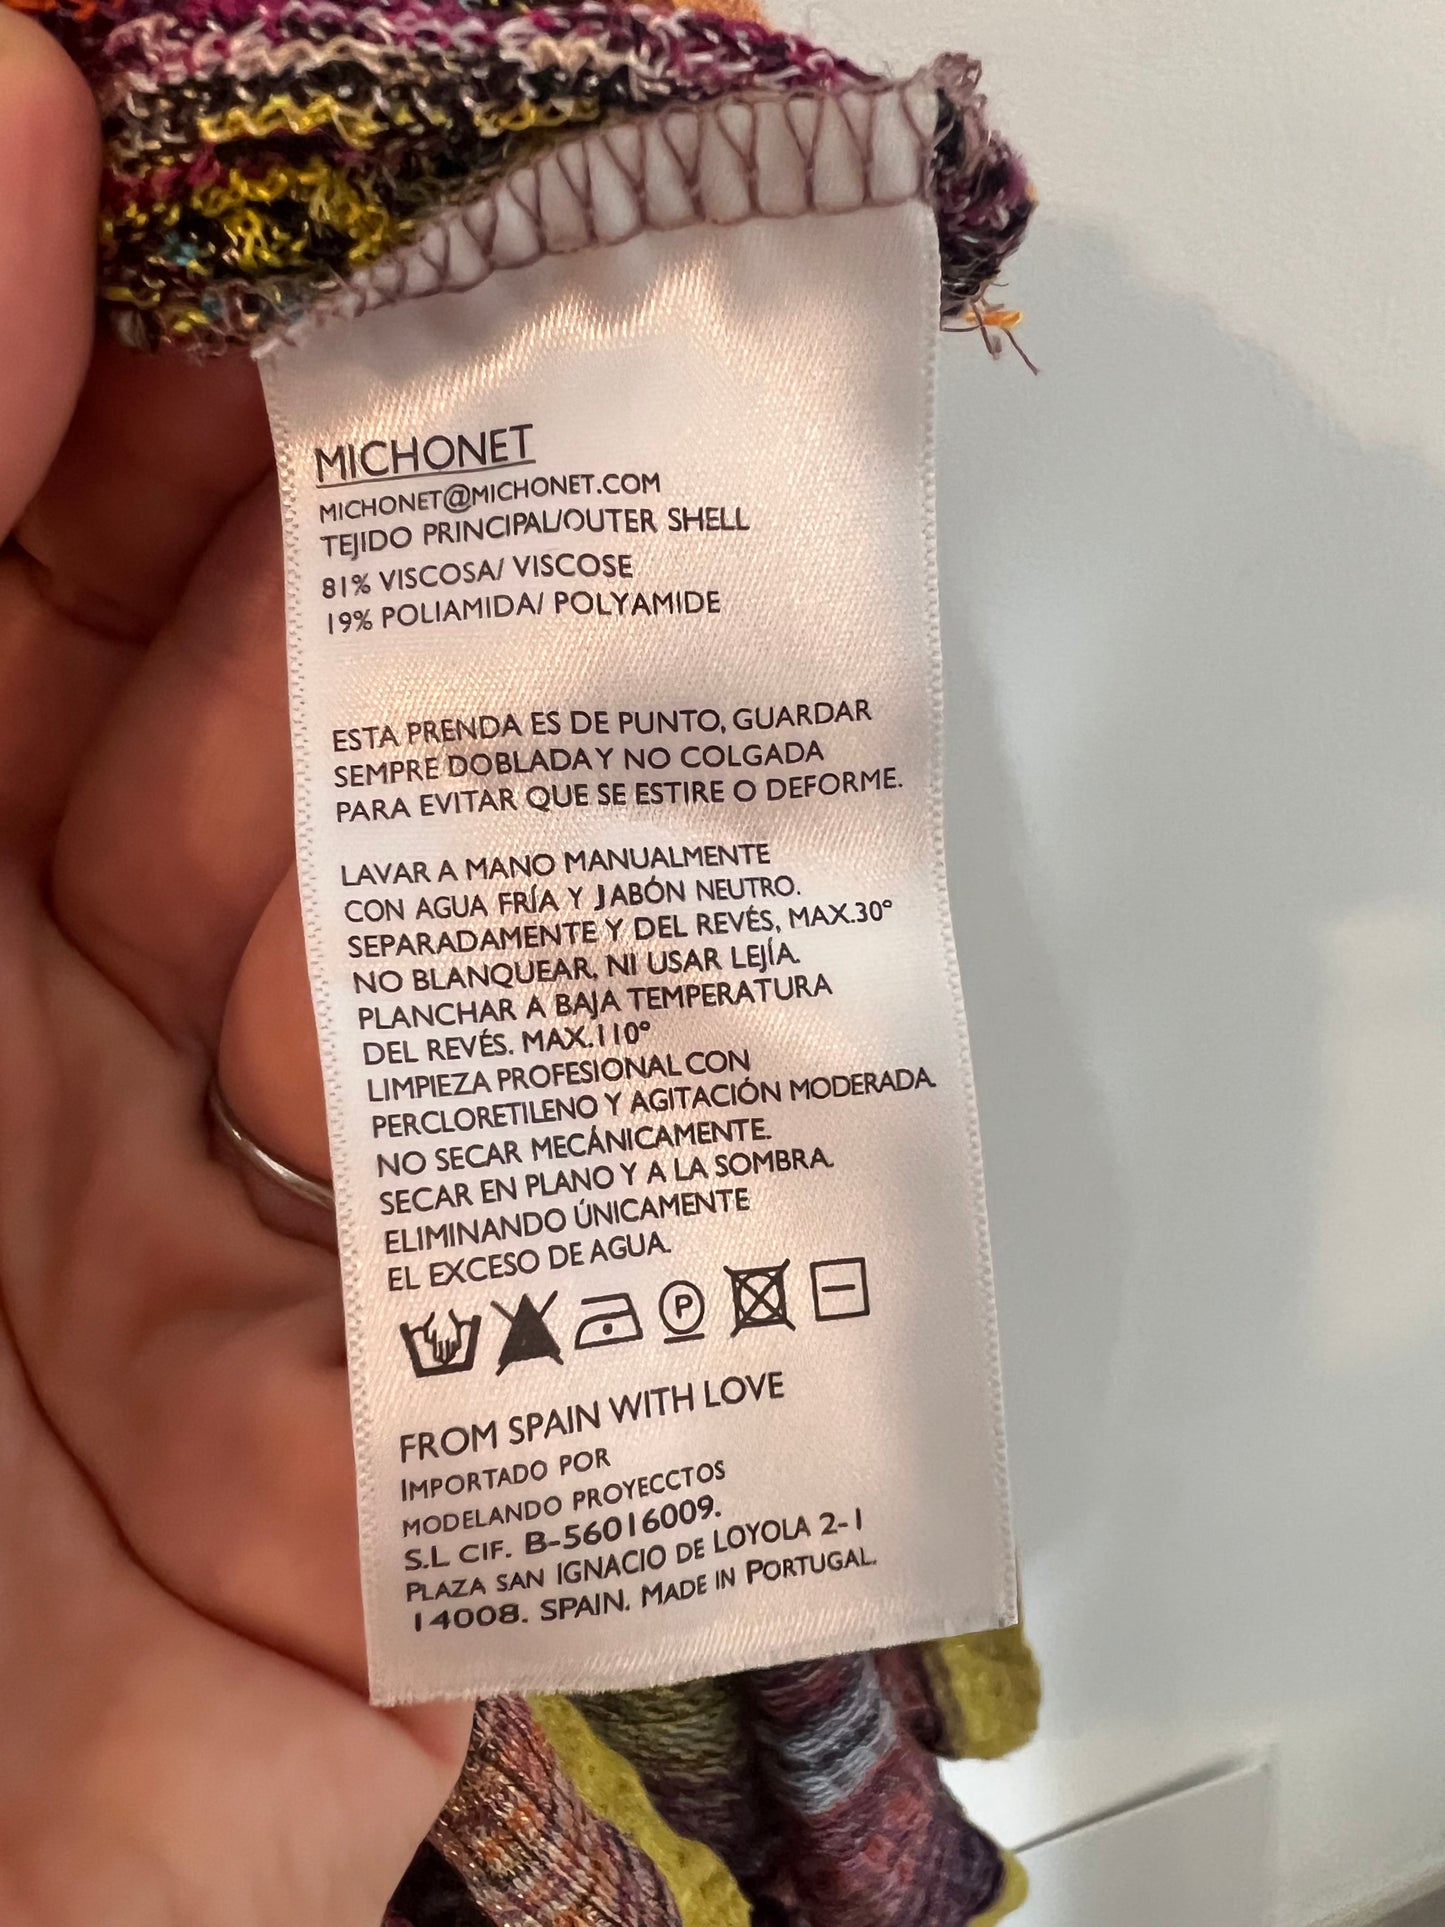 MICHONET
MICHONET@MICHONET.COM
TEJIDO PRINCIPAL/OUTER SHELL
81% VISCOSA/ VISCOSE
19% POLIAMIDA/ POLYAMIDE
ESTA PRENDA ES DE PUNTO, GUARDAR
SEMPRE DOBLADA Y NO COLGADA
PARA EVITAR QUE SE ESTIRE O DEFORME.
LAVAR A MANO MANUALMENTE
CON AGUA FRÍA Y JABÓN NEUTRO.
SEPARADAMENTE Y DEL REVÉS, MAX.30°
NO BLANQUEAR, NI USAR LEJÍA.
PLANCHAR A BAJA TEMPERATURA
DEL REVÉS. MAX.110°
LIMPIEZA PROFESIONAL CON
PERCLORETILENO Y AGITACIÓN MODERADA.
NO SECAR MECÁNICAMENTE.
SECAR EN PLANO Y A LA SOMBRA.
ELIMINANDO ÚNICAMENTE
EL EXCESO DE AGUA.
P
FROM SPAIN WITH LOVE
IMPORTADO POR
MODELANDO PROYECCTOS
S.L CIF. B-56016009.
PLAZA SAN IGNACIO DE LOYOLA 2-1
14008. SPAIN. MADE IN PORTUGAL.